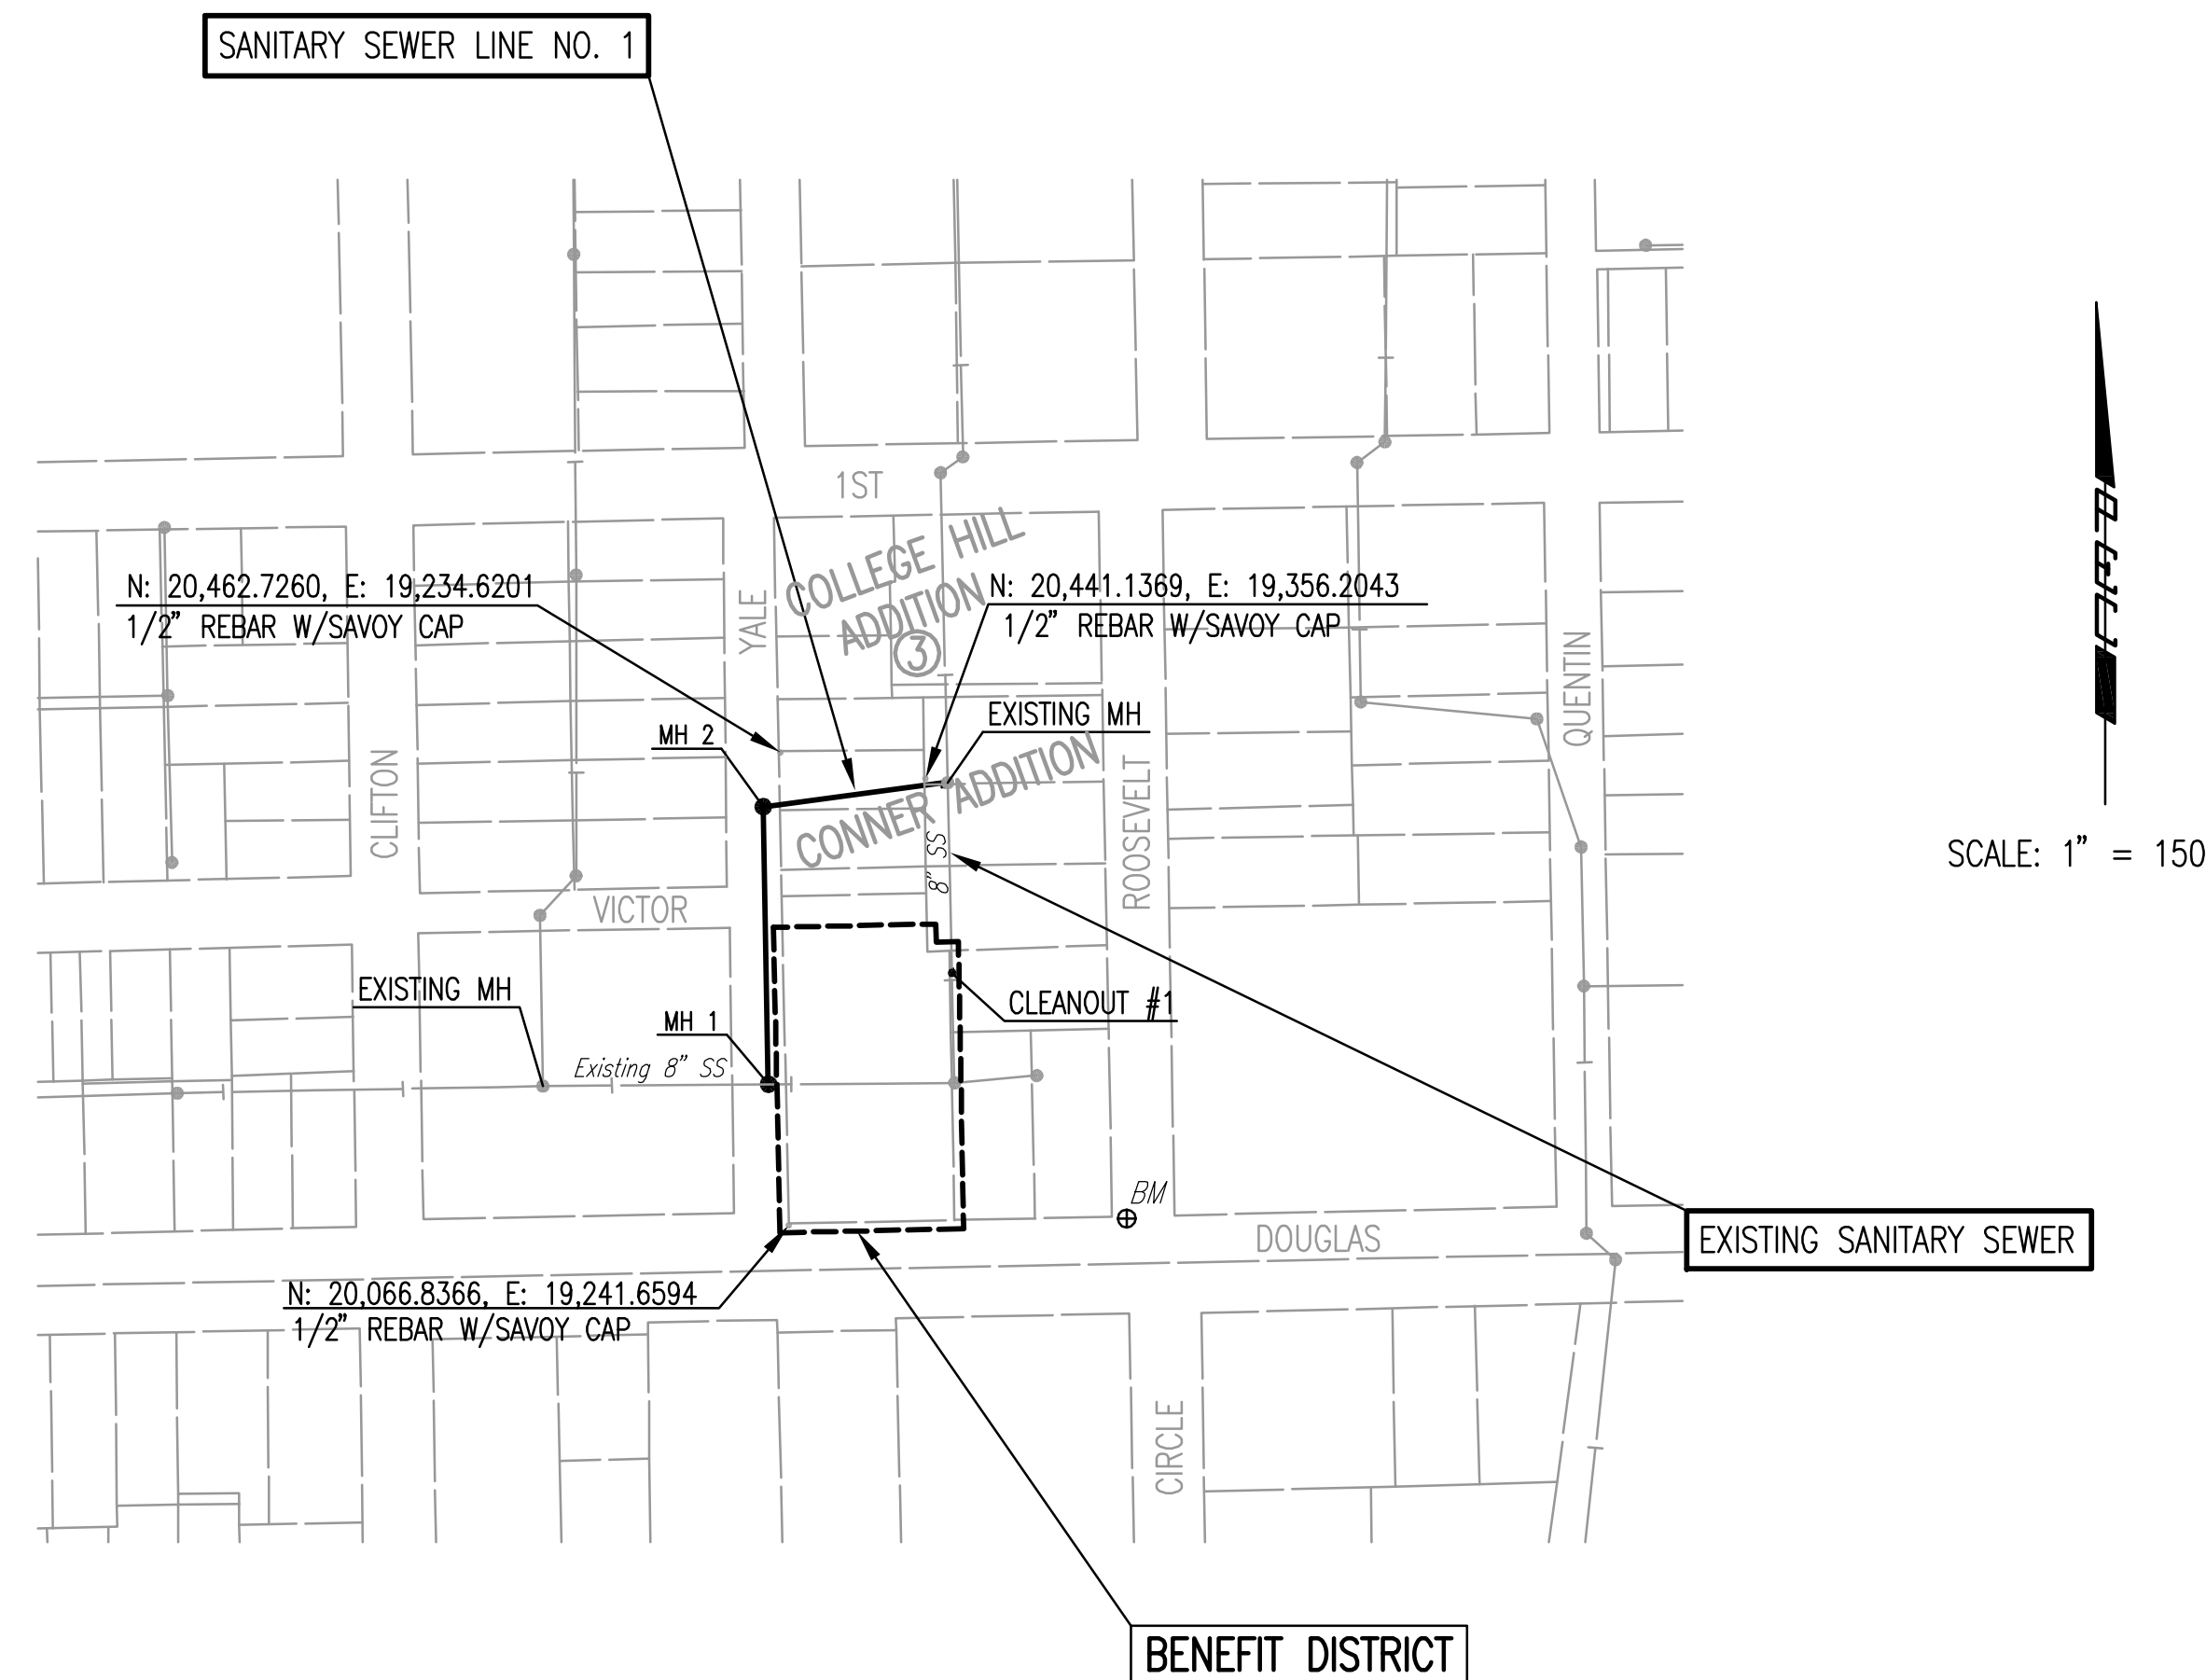 SANITARY SEWER LINE NO. 1
1ST
COLLEGE HILL
ADDITION
3
N: 20,462.7260, E: 19,234.6201
1/2" REBAR W/SAVOY CAP
YALE
N: 20,441.1369, E: 19,356.2043
1/2" REBAR W/SAVOY CAP
QUENTIN
MH 2
EXISTING MH
CLIFTON
CONNER ADDITION
ROOSEVELT
8" SS
SCALE: 1" = 150
VICTOR
EXISTING MH
MH 1
CLEANOUT #1
Existing 8" SS
BM
DOUGLAS
EXISTING SANITARY SEWER
N: 20,066.8366, E: 19,241.6594
1/2" REBAR W/SAVOY CAP
CIRCLE
BENEFIT DISTRICT